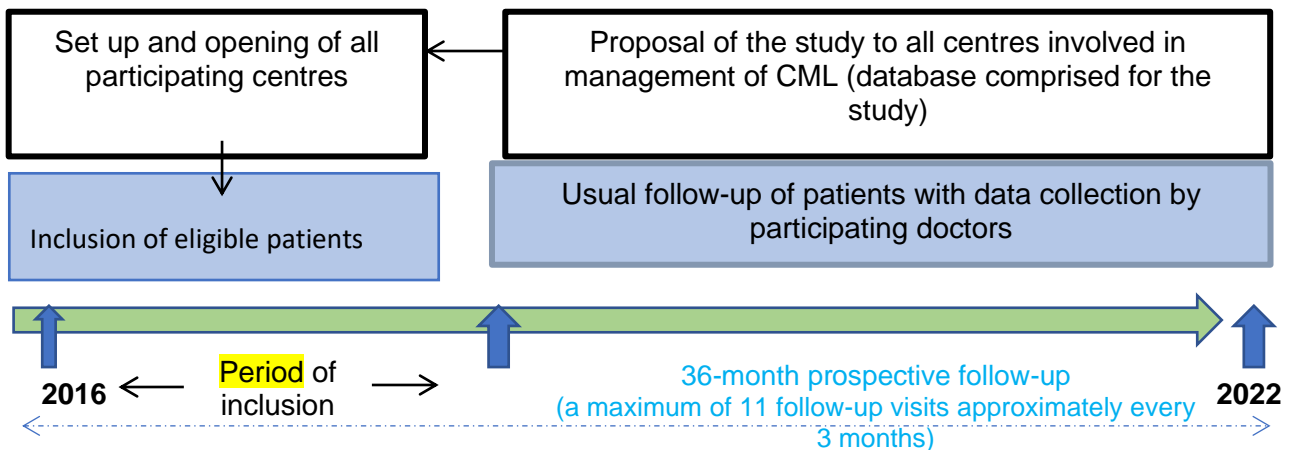 Set up and opening of all
participating centres
Proposal of the study to all centres involved in
management of CML (database comprised for the
study)
Inclusion of eligible patients
Usual follow-up of patients with data collection by
participating doctors
2016
Period of
inclusion
36-month prospective follow-up
(a maximum of 11 follow-up visits approximately every
3 months)
2022